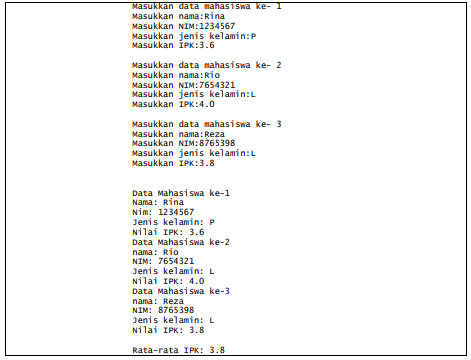 Masukkan data mahasiswa ke- 1
Masukkan nama:Rina
Masukkan NIM:1234567
Masukkan jenis kelamin:P
Masukkan IPK:3.6
Masukkan data mahasiswa ke- 2
Masukkan nama:Rio
Masukkan NIM:7654321
Masukkan jenis kelamin:L
Masukkan IPK:4.0
Masukkan data mahasiswa ke- 3
Masukkan nama:Reza
Masukkan NIM:8765398
Masukkan jenis kelamin:L
Masukkan IPK:3.8
Data Mahasiswa ke-1
Nama: Rina
Nim: 1234567
Jenis kelamin: P
Nilai IPK: 3.6
Data Mahasiswa ke-2
nama: Rio
NIM: 7654321
Jenis kelamin: L
Nilai IPK: 4.0
Data Mahasiswa ke-3
nama: Reza
NIM: 8765398
Jenis kelamin: L
Nilai IPK: 3.8
Rata-rata IPK: 3.8